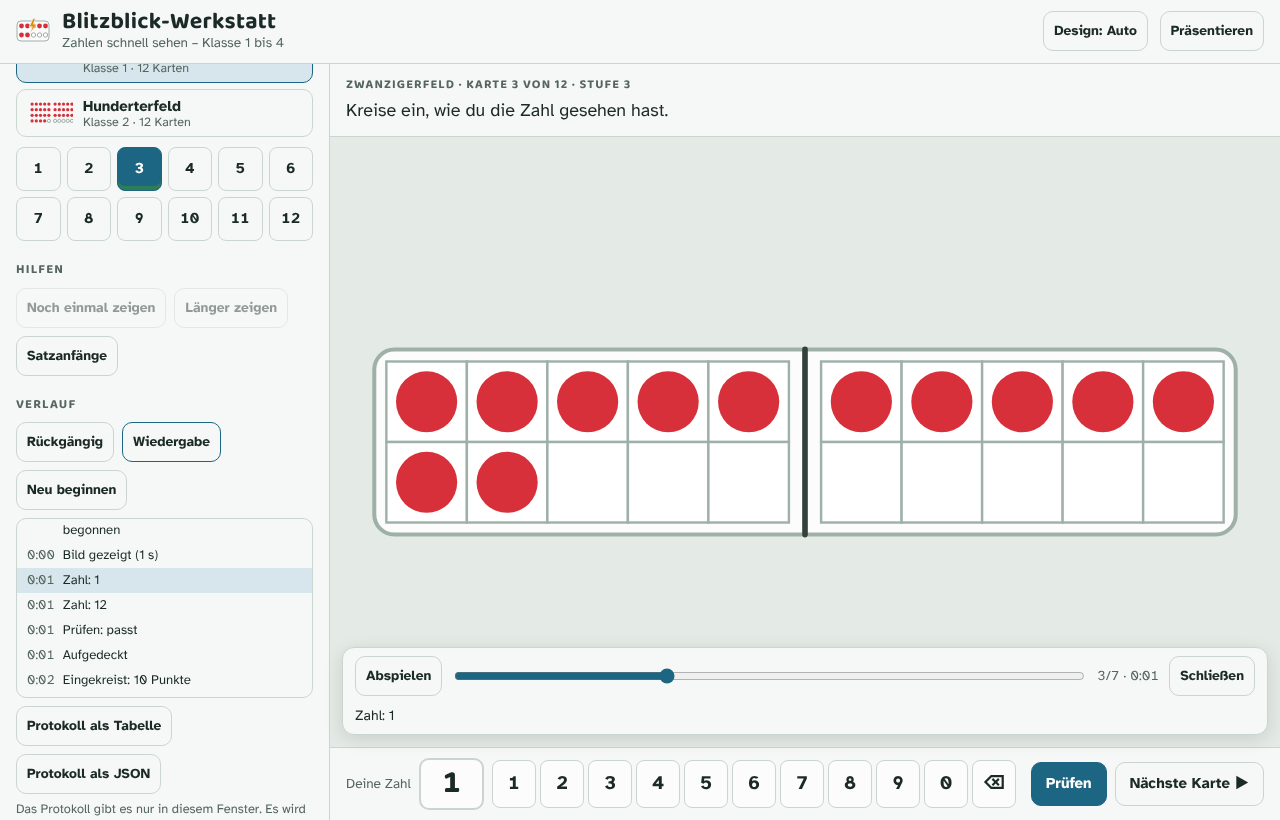 Blitzblick-Werkstatt
Zahlen schnell sehen – Klasse 1 bis 4
Design: Auto
Präsentieren
Klasse 1 · 12 Karten
Hunderterfeld
Klasse 2 · 12 Karten
1 2 3 4 5 6
7 8 9 10 11 12
HILFEN
Noch einmal zeigen
Länger zeigen
Satzanfänge
VERLAUF
Rückgängig
Wiedergabe
Neu beginnen
begonnen
0:00 Bild gezeigt (1 s)
0:01 Zahl: 1
0:01 Zahl: 12
0:01 Prüfen: passt
0:01 Aufgedeckt
0:02 Eingekreist: 10 Punkte
Protokoll als Tabelle
Protokoll als JSON
Das Protokoll gibt es nur in diesem Fenster. Es wird
ZWANZIGERFELD · KARTE 3 VON 12 · STUFE 3
Kreise ein, wie du die Zahl gesehen hast.
Abspielen
3/7 · 0:01
Schließen
Zahl: 1
Deine Zahl
1
1 2 3 4 5 6 7 8 9 0
Prüfen
Nächste Karte